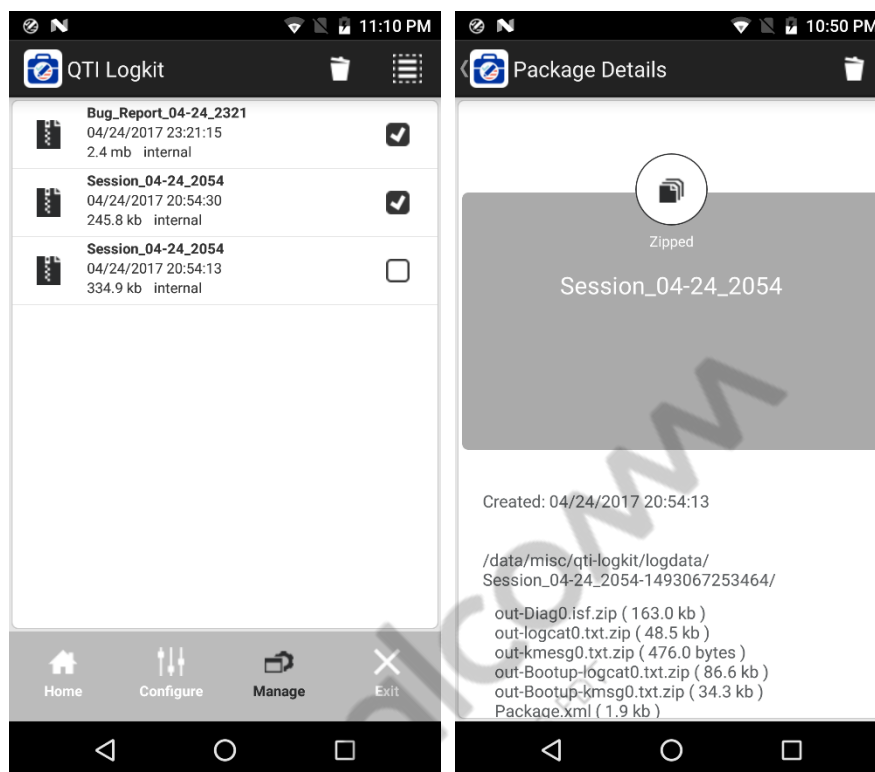 11:10 PM
QTI Logkit
Bug_Report_04-24_2321
04/24/2017 23:21:15
2.4 mb internal
Session_04-24_2054
04/24/2017 20:54:30
245.8 kb internal
Session_04-24_2054
04/24/2017 20:54:13
334.9 kb internal
Home
Configure
Manage
Exit
10:50 PM
Package Details
Zipped
Session_04-24_2054
Created: 04/24/2017 20:54:13
/data/misc/qti-logkit/logdata/
Session_04-24_2054-1493067253464/
out-Diag0.isf.zip ( 163.0 kb )
out-logcat0.txt.zip ( 48.5 kb )
out-kmesg0.txt.zip ( 476.0 bytes )
out-Bootup-logcat0.txt.zip ( 86.6 kb )
out-Bootup-kmsg0.txt.zip ( 34.3 kb )
Package.xml ( 1.9 kb )